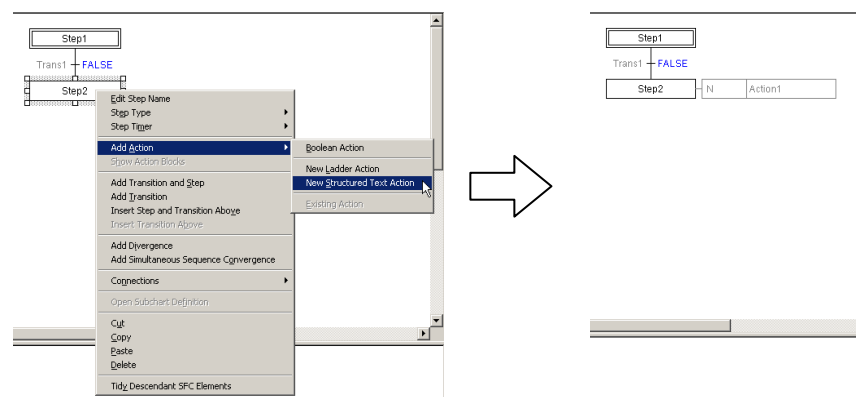 Step1
Trans1 FALSE
Step2
Edit Step Name
Step Type
Step Timer
Add Action
Show Action Blocks
Add Transition and Step
Add Transition
Insert Step and Transition Above
Insert Transition Above
Add Divergence
Add Simultaneous Sequence Convergence
Connections
Open Subchart Definition
Cut
Copy
Paste
Delete
Tidy Descendant SFC Elements
Boolean Action
New Ladder Action
New Structured Text Action
Existing Action
Step1
Trans1 FALSE
Step2 N Action1